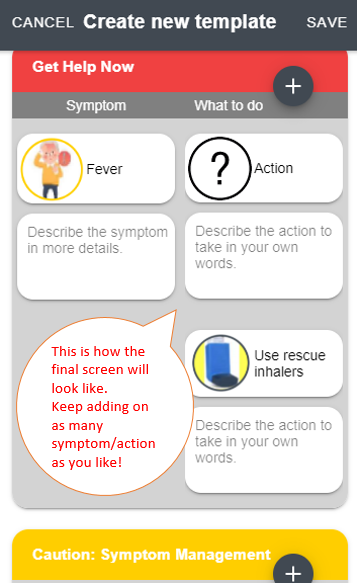 CANCEL Create new template SAVE
Get Help Now
+
Symptom What to do
Fever
? Action
Describe the symptom
in more details.
Describe the action to
take in your own
words.
This is how the
final screen will
look like.
Keep adding on
as many
symptom/action
as you like!
Use rescue
inhalers
Describe the action to
take in your own
words.
Caution: Symptom Management
+